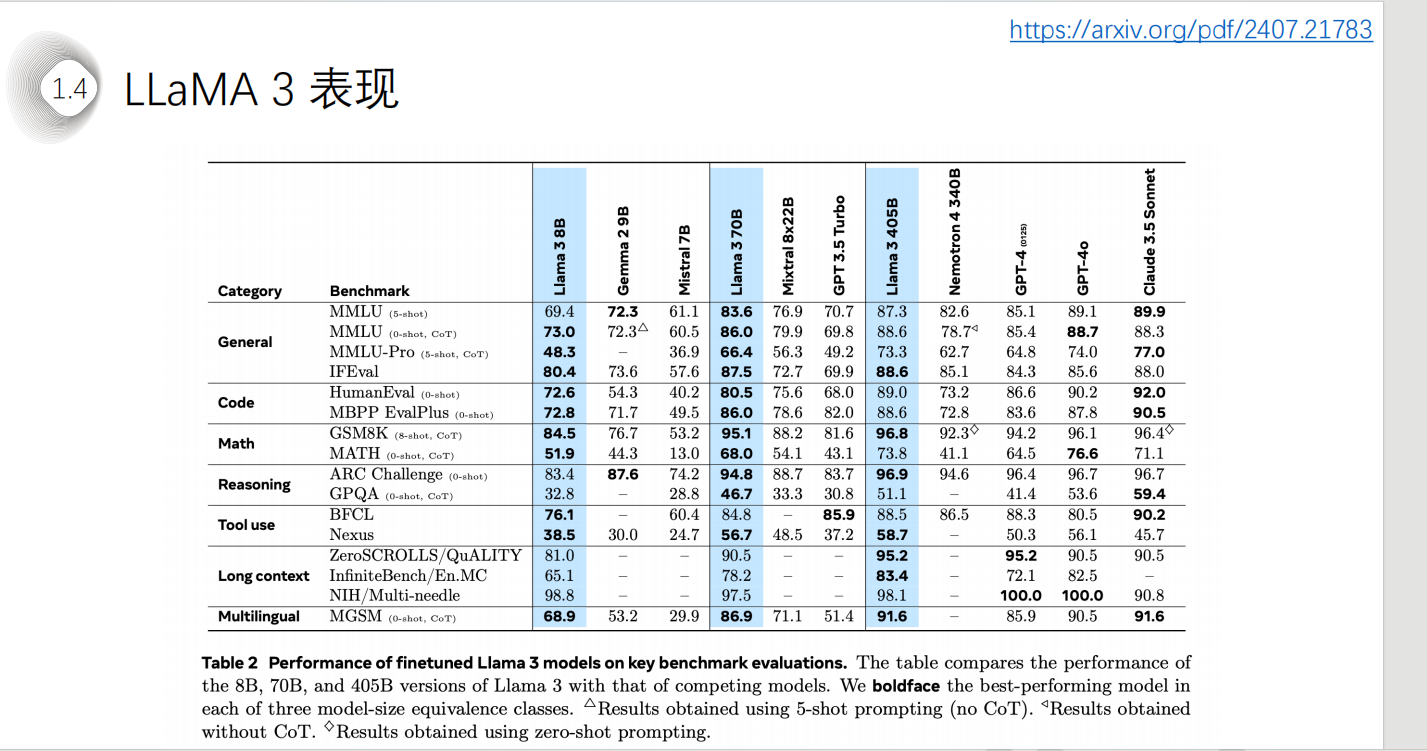 https://arxiv.org/pdf/2407.21783
1.4 LLaMA 3 表现
Category Benchmark Llama 3 8B Gemma 2 9B Mistral 7B Llama 3 70B Mixtral 8x22B GPT 3.5 Turbo Llama 3 405B Nemotron 4 340B GPT-4 (0125) GPT-4o Claude 3.5 Sonnet
General
MMLU (5-shot) 69.4 72.3 61.1 83.6 76.9 70.7 87.3 82.6 85.1 89.1 89.9
MMLU (0-shot, CoT) 73.0 72.3△ 60.5 86.0 79.9 69.8 88.6 78.7◁ 85.4 88.7 88.3
MMLU-Pro (5-shot, CoT) 48.3 – 36.9 66.4 56.3 49.2 73.3 62.7 64.8 74.0 77.0
IFEval 80.4 73.6 57.6 87.5 72.7 69.9 88.6 85.1 84.3 85.6 88.0
Code
HumanEval (0-shot) 72.6 54.3 40.2 80.5 75.6 68.0 89.0 73.2 86.6 90.2 92.0
MBPP EvalPlus (0-shot) 72.8 71.7 49.5 86.0 78.6 82.0 88.6 72.8 83.6 87.8 90.5
Math
GSM8K (8-shot, CoT) 84.5 76.7 53.2 95.1 88.2 81.6 96.8 92.3◇ 94.2 96.1 96.4◇
MATH (0-shot, CoT) 51.9 44.3 13.0 68.0 54.1 43.1 73.8 41.1 64.5 76.6 71.1
Reasoning
ARC Challenge (0-shot) 83.4 87.6 74.2 94.8 88.7 83.7 96.9 94.6 96.4 96.7 96.7
GPQA (0-shot, CoT) 32.8 – 28.8 46.7 33.3 30.8 51.1 – 41.4 53.6 59.4
Tool use
BFCL 76.1 – 60.4 84.8 – 85.9 88.5 86.5 88.3 80.5 90.2
Nexus 38.5 30.0 24.7 56.7 48.5 37.2 58.7 – 50.3 56.1 45.7
Long context
ZeroSCROLLS/QuALITY 81.0 – – 90.5 – – 95.2 – 95.2 90.5 90.5
InfiniteBench/En.MC 65.1 – – 78.2 – – 83.4 – 72.1 82.5 –
NIH/Multi-needle 98.8 – – 97.5 – – 98.1 – 100.0 100.0 90.8
Multilingual MGSM (0-shot, CoT) 68.9 53.2 29.9 86.9 71.1 51.4 91.6 – 85.9 90.5 91.6
Table 2 Performance of finetuned Llama 3 models on key benchmark evaluations. The table compares the performance of
the 8B, 70B, and 405B versions of Llama 3 with that of competing models. We boldface the best-performing model in
each of three model-size equivalence classes. △Results obtained using 5-shot prompting (no CoT). ◁Results obtained
without CoT. ◇Results obtained using zero-shot prompting.